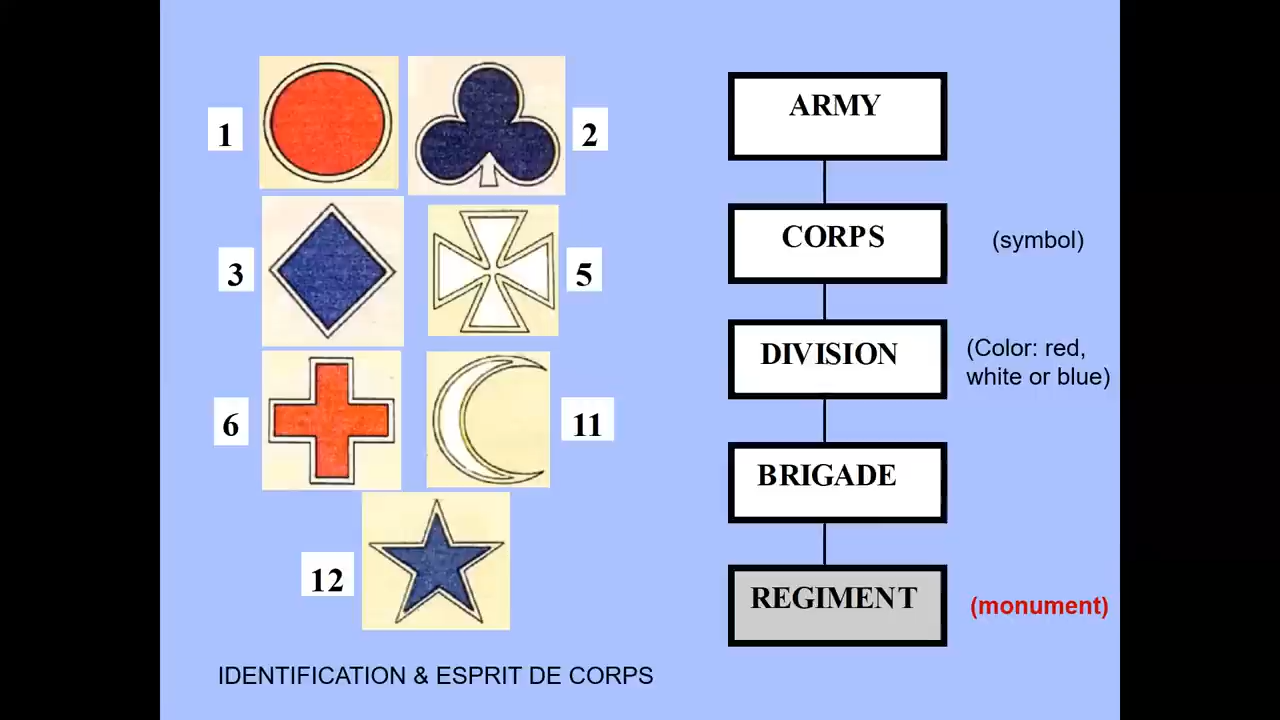 1
2
3
5
6
11
12
IDENTIFICATION & ESPRIT DE CORPS
ARMY
CORPS
(symbol)
DIVISION
(Color: red,
white or blue)
BRIGADE
REGIMENT
(monument)